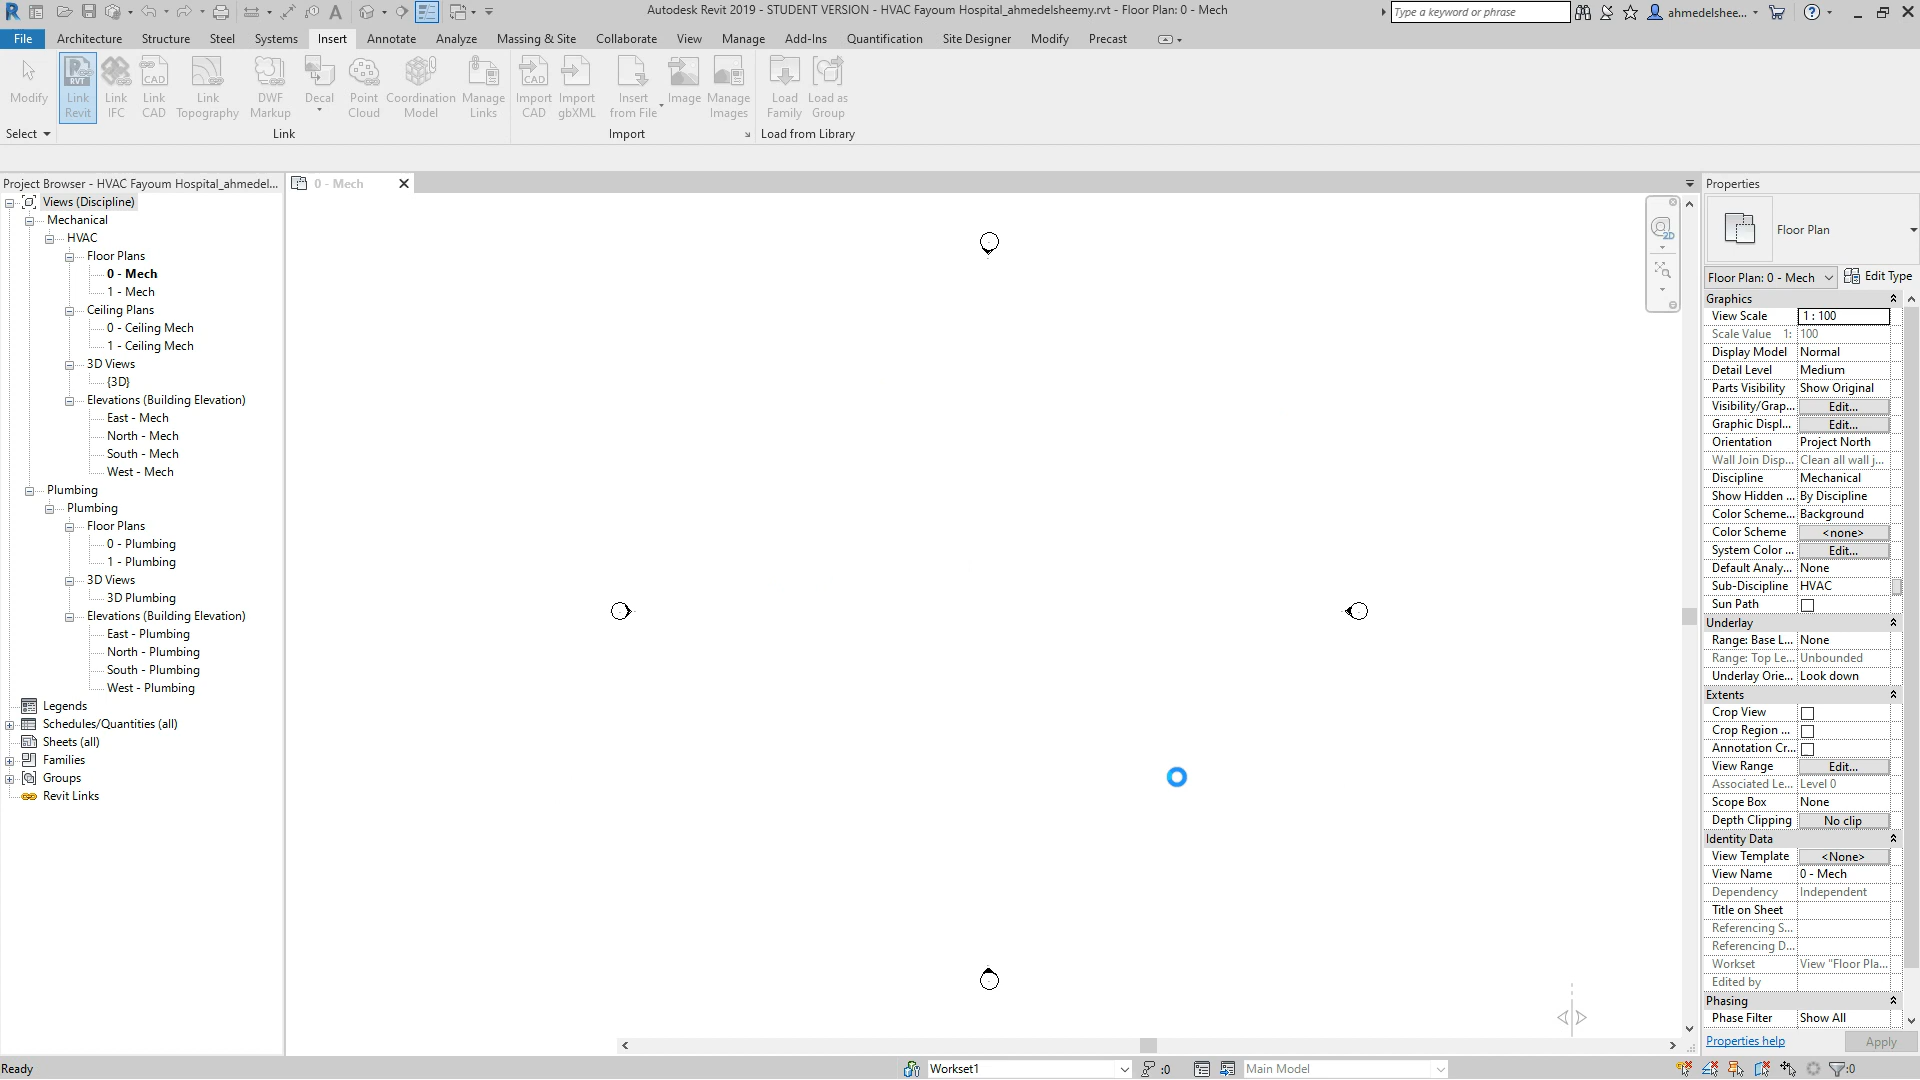 Autodesk Revit 2019 - STUDENT VERSION - HVAC Fayoum Hospital_ahmedelsheemy.rvt - Floor Plan: 0 - Mech
Type a keyword or phrase
ahmedelshee...
File Architecture Structure Steel Systems Insert Annotate Analyze Massing & Site Collaborate View Manage Add-Ins Quantification Site Designer Modify Precast
Modify
Link Revit
Link IFC
Link CAD
Link Topography
DWF Markup
Decal
Point Cloud
Coordination Model
Manage Links
Import CAD
Import gbXML
Insert from File
Image
Manage Images
Load Family
Load as Group
Select
Link
Import
Load from Library
Project Browser - HVAC Fayoum Hospital_ahmedel...
0 - Mech
Views (Discipline)
Mechanical
HVAC
Floor Plans
0 - Mech
1 - Mech
Ceiling Plans
0 - Ceiling Mech
1 - Ceiling Mech
3D Views
{3D}
Elevations (Building Elevation)
East - Mech
North - Mech
South - Mech
West - Mech
Plumbing
Plumbing
Floor Plans
0 - Plumbing
1 - Plumbing
3D Views
3D Plumbing
Elevations (Building Elevation)
East - Plumbing
North - Plumbing
South - Plumbing
West - Plumbing
Legends
Schedules/Quantities (all)
Sheets (all)
Families
Groups
Revit Links
2D
Properties
Floor Plan
Floor Plan: 0 - Mech Edit Type
Graphics
View Scale 1 : 100
Scale Value 1: 100
Display Model Normal
Detail Level Medium
Parts Visibility Show Original
Visibility/Grap... Edit...
Graphic Displ... Edit...
Orientation Project North
Wall Join Disp... Clean all wall j...
Discipline Mechanical
Show Hidden ... By Discipline
Color Scheme... Background
Color Scheme <none>
System Color ... Edit...
Default Analy... None
Sub-Discipline HVAC
Sun Path
Underlay
Range: Base L... None
Range: Top Le... Unbounded
Underlay Orie... Look down
Extents
Crop View
Crop Region ...
Annotation Cr...
View Range Edit...
Associated Le... Level 0
Scope Box None
Depth Clipping No clip
Identity Data
View Template <None>
View Name 0 - Mech
Dependency Independent
Title on Sheet
Referencing S...
Referencing D...
Workset View "Floor Pla...
Edited by
Phasing
Phase Filter Show All
Properties help Apply
Ready
Workset1
:0
Main Model
:0